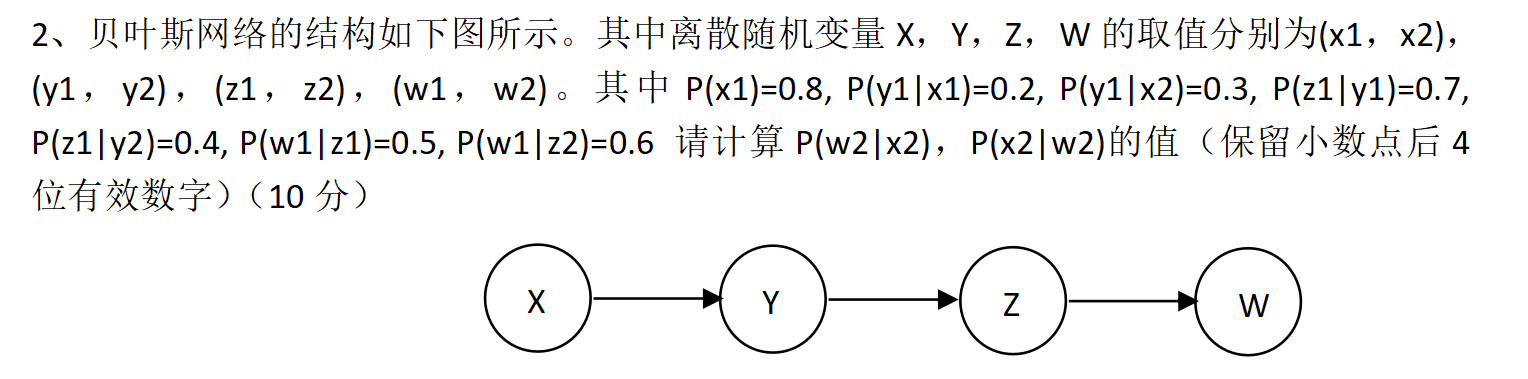 2、贝叶斯网络的结构如下图所示。其中离散随机变量 X，Y，Z，W 的取值分别为(x1，x2)，
(y1，y2)，(z1，z2)，(w1，w2)。其中 P(x1)=0.8, P(y1|x1)=0.2, P(y1|x2)=0.3, P(z1|y1)=0.7,
P(z1|y2)=0.4, P(w1|z1)=0.5, P(w1|z2)=0.6 请计算 P(w2|x2)，P(x2|w2)的值（保留小数点后 4
位有效数字）（10 分）
X Y Z W